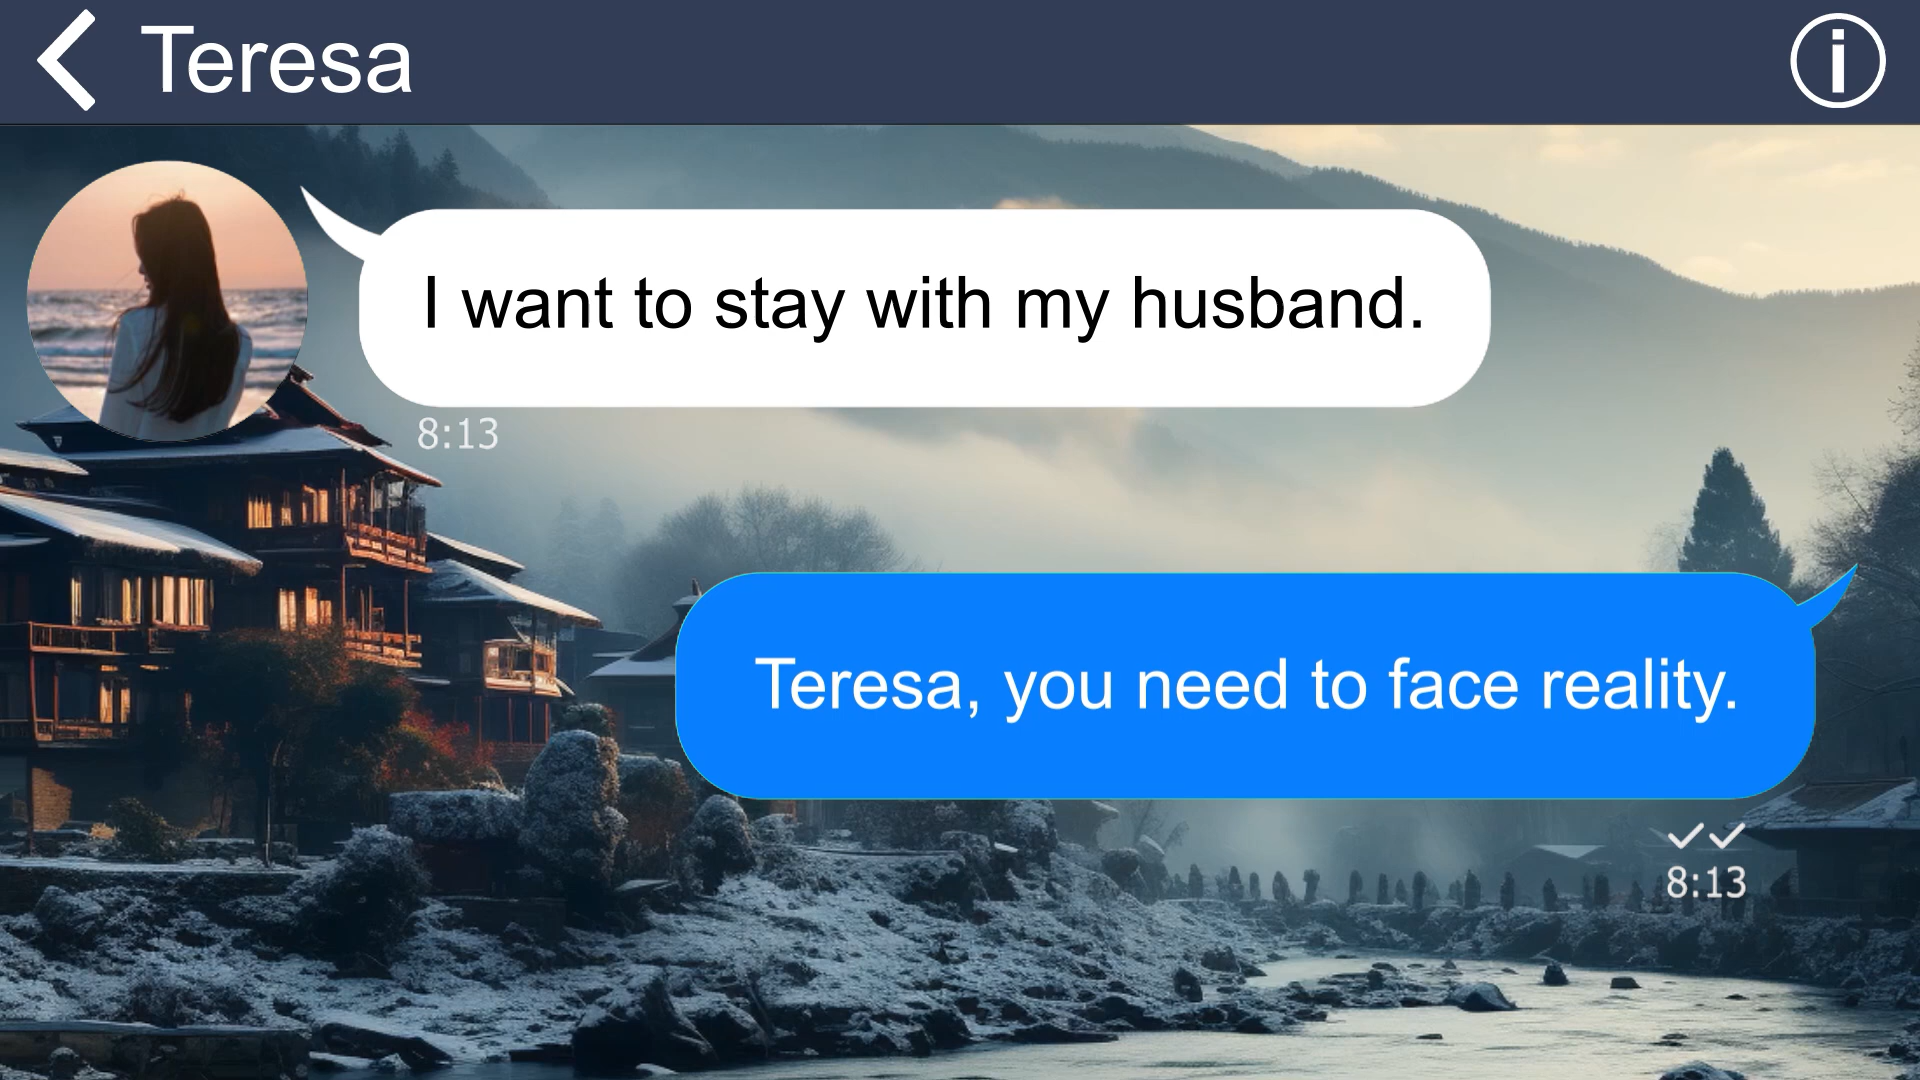 Teresa
I want to stay with my husband.
8:13
Teresa, you need to face reality.
8:13